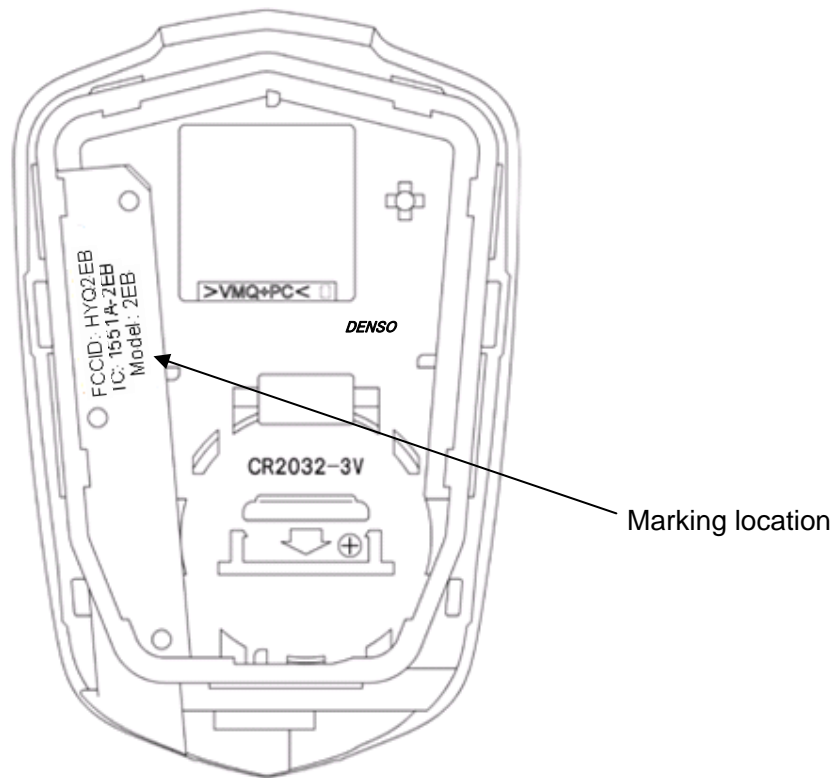 FCCID: HYQ2EB
IC: 1551A-2EB
Model: 2EB
>VMQ+PC<
DENSO
CR2032-3V
Marking location